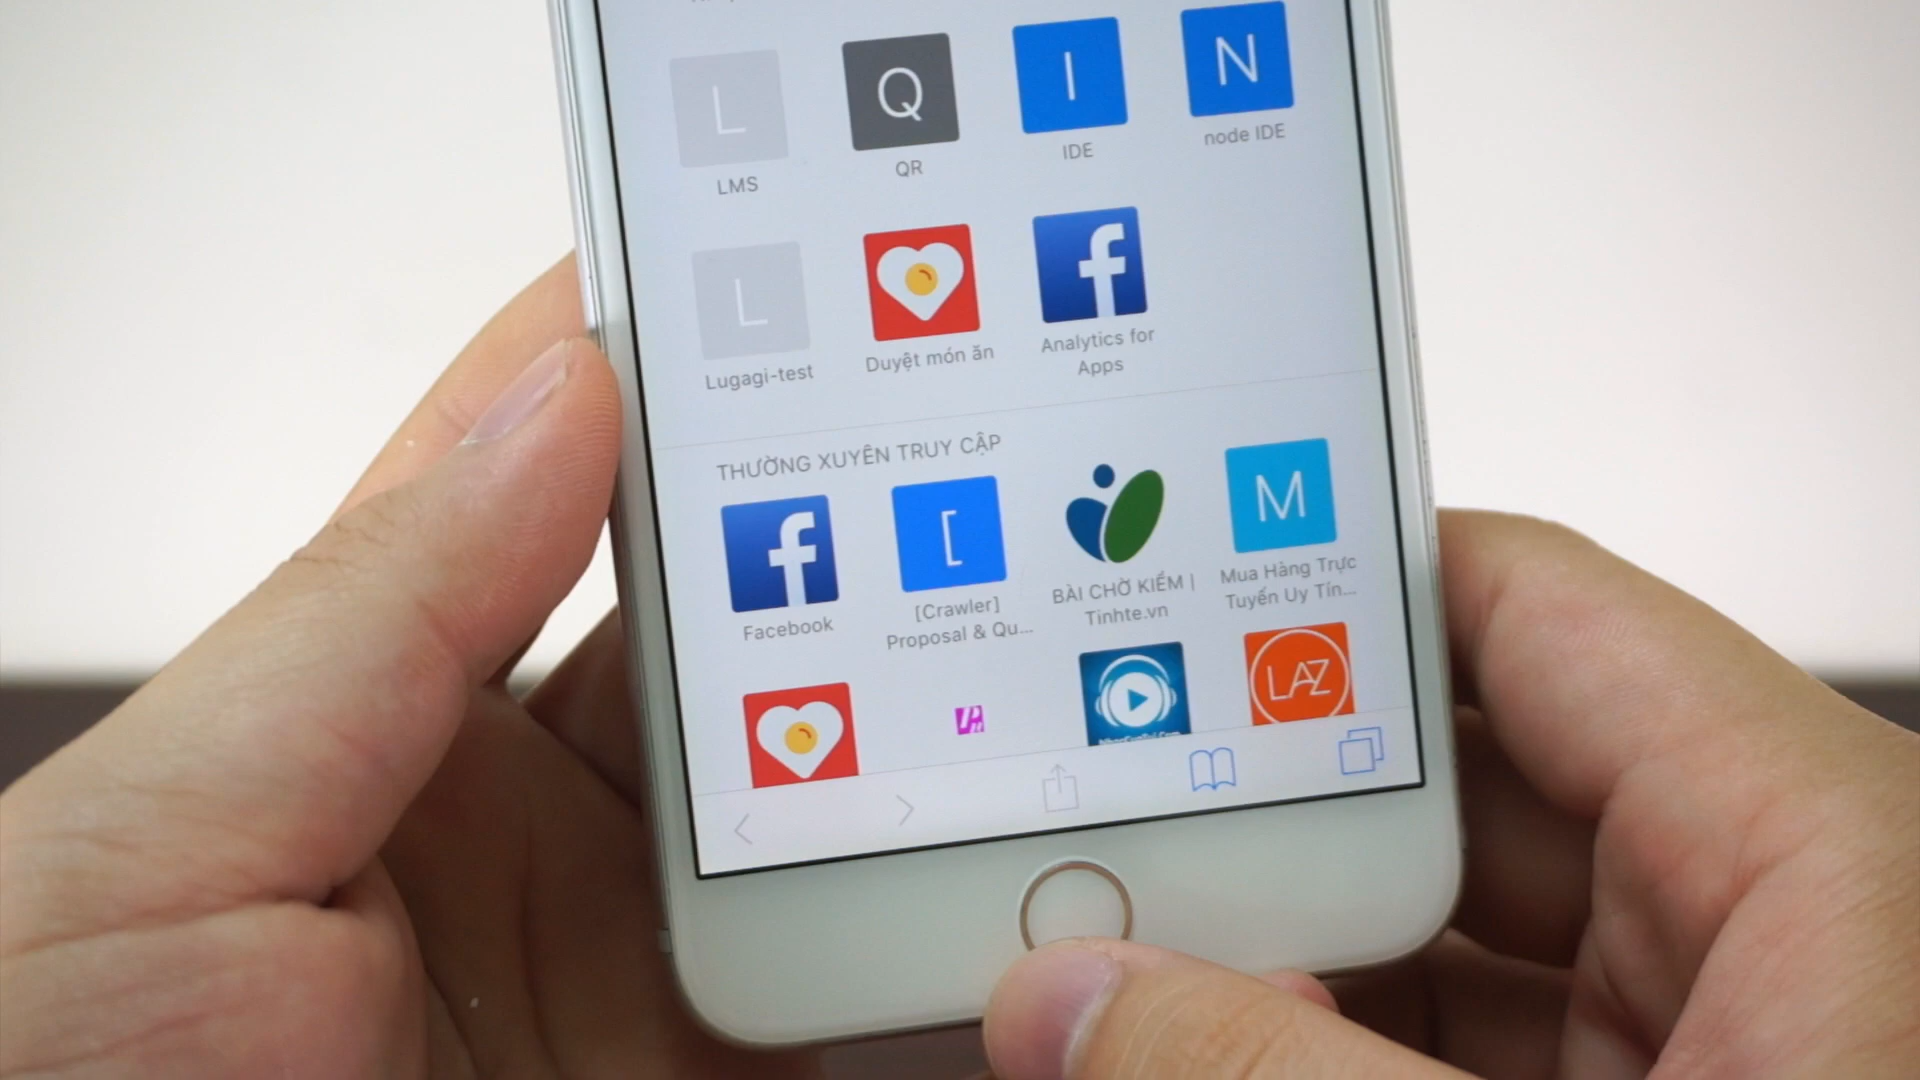 L
Q
I
N
LMS
QR
IDE
node IDE
L
f
Lugagi-test
Duyệt món ăn
Analytics for
Apps
THƯỜNG XUYÊN TRUY CẬP
f
[
M
Facebook
[Crawler]
Proposal & Qu...
BÀI CHỜ KIỂM |
Tinhte.vn
Mua Hàng Trực
Tuyến Uy Tín...
LAZ